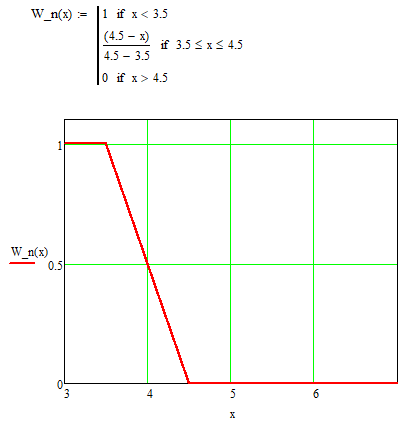 W_n(x) := 1 if x < 3.5
(4.5 − x)
4.5 − 3.5
if 3.5 ≤ x ≤ 4.5
0 if x > 4.5
1
W_n(x)
0.5
0
3 4 5 6
x